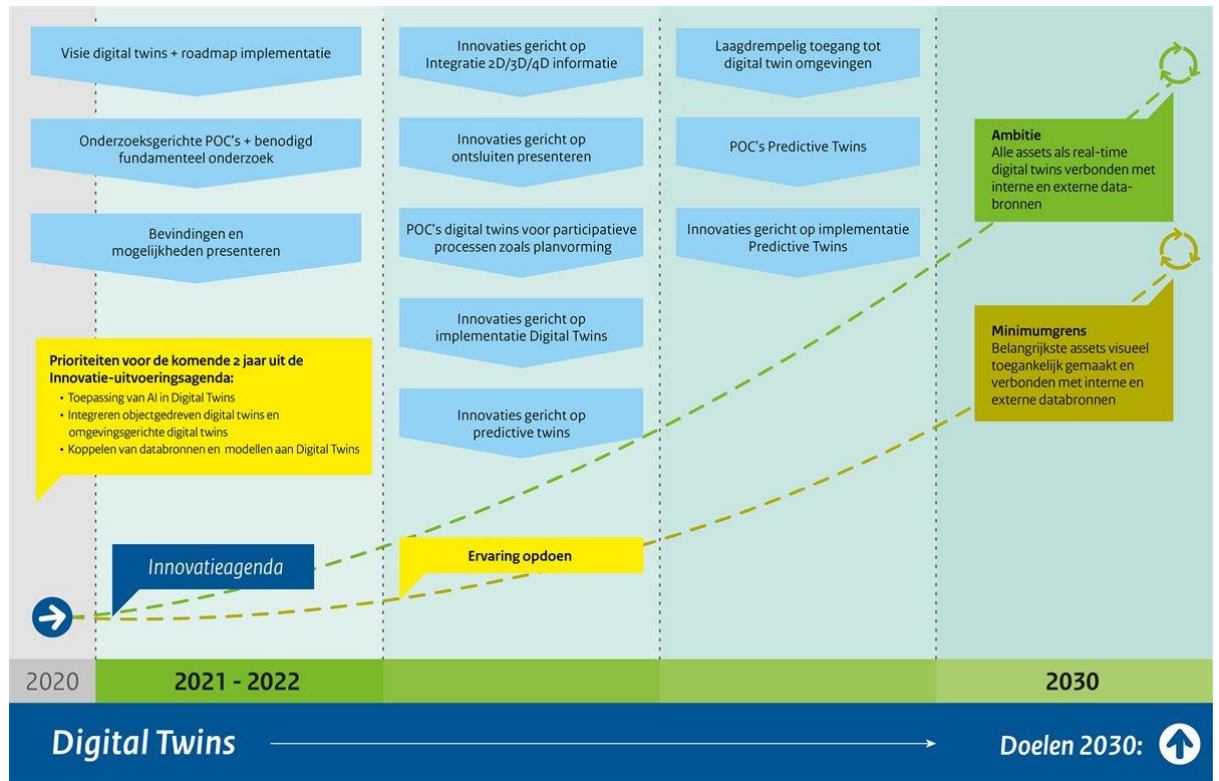 Visie digital twins + roadmap implementatie
Onderzoeksgerichte POC's + benodigd
fundamenteel onderzoek
Bevindingen en
mogelijkheden presenteren
Prioriteiten voor de komende 2 jaar uit de
Innovatie-uitvoeringsagenda:
• Toepassing van AI in Digital Twins
• Integreren objectgedreven digital twins en
omgevingsgerichte digital twins
• Koppelen van databronnen en modellen aan Digital Twins
Innovatieagenda
Innovaties gericht op
Integratie 2D/3D/4D informatie
Innovaties gericht op
ontsluiten presenteren
POC's digital twins voor participatieve
processen zoals planvorming
Innovaties gericht op
implementatie Digital Twins
Innovaties gericht op
predictive twins
Ervaring opdoen
Laagdrempelig toegang tot
digital twin omgevingen
POC's Predictive Twins
Innovaties gericht op implementatie
Predictive Twins
Ambitie
Alle assets als real-time
digital twins verbonden met
interne en externe data-
bronnen
Minimumgrens
Belangrijkste assets visueel
toegankelijk gemaakt en
verbonden met interne en
externe databronnen
2020
2021 - 2022
2030
Digital Twins
Doelen 2030: